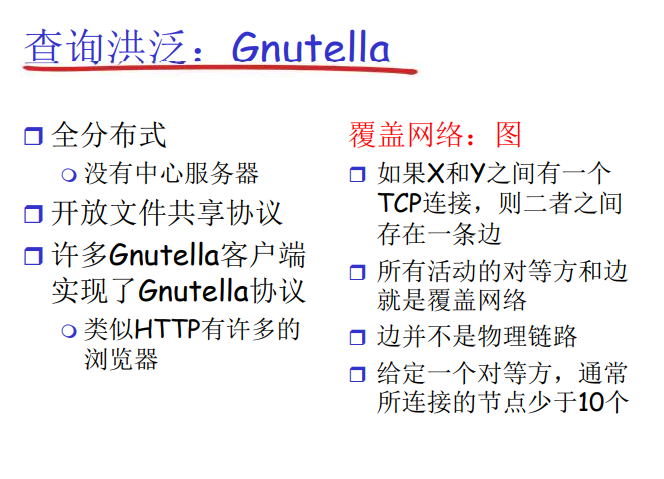 查询洪泛：Gnutella
全分布式
没有中心服务器
开放文件共享协议
许多Gnutella客户端
实现了Gnutella协议
类似HTTP有许多的
浏览器
覆盖网络：图
如果X和Y之间有一个
TCP连接，则二者之间
存在一条边
所有活动的对等方和边
就是覆盖网络
边并不是物理链路
给定一个对等方，通常
所连接的节点少于10个